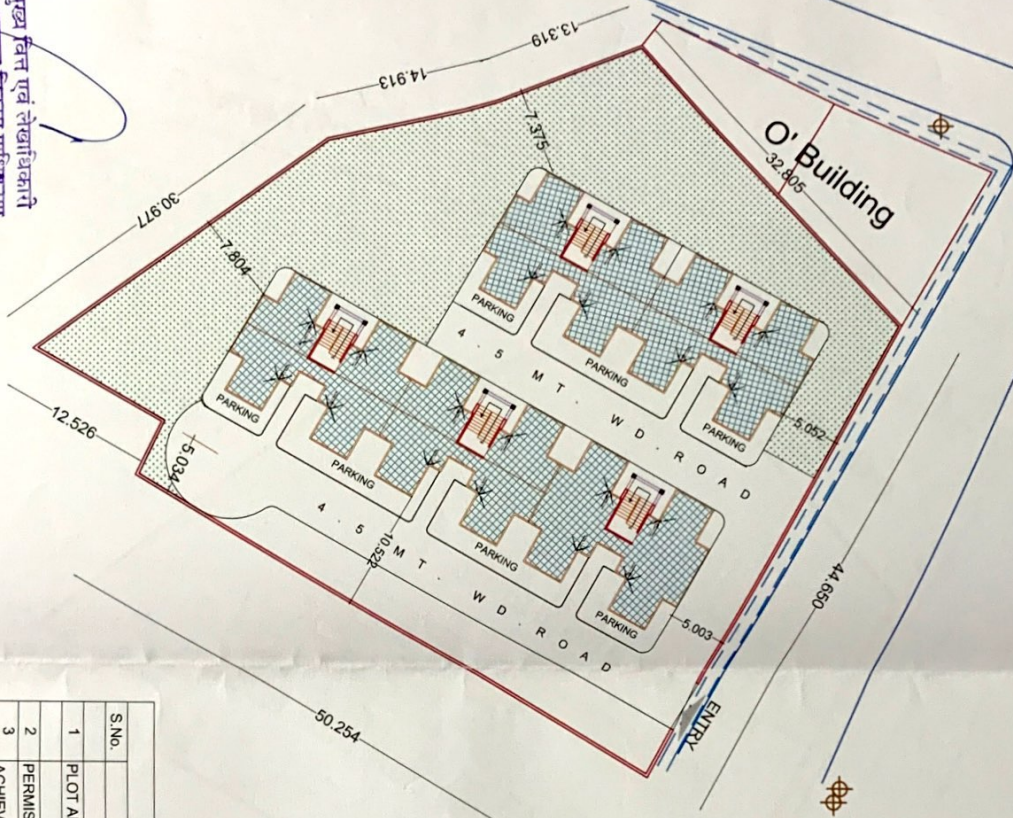 मुख्य वित्त एवं लेखाधिकारी
13.319
14.913
30.977
7.375
O' Building
32.805
7.804
PARKING
4.5 MT. WD. ROAD
PARKING
PARKING
5.052
12.526
5.034
PARKING
PARKING
4.5 MT. WD ROAD
10.522
PARKING
PARKING
5.003
44.650
ENTRY
50.254
S.No.
1 PLOT A
2 PERMIS
3 ACHIEV